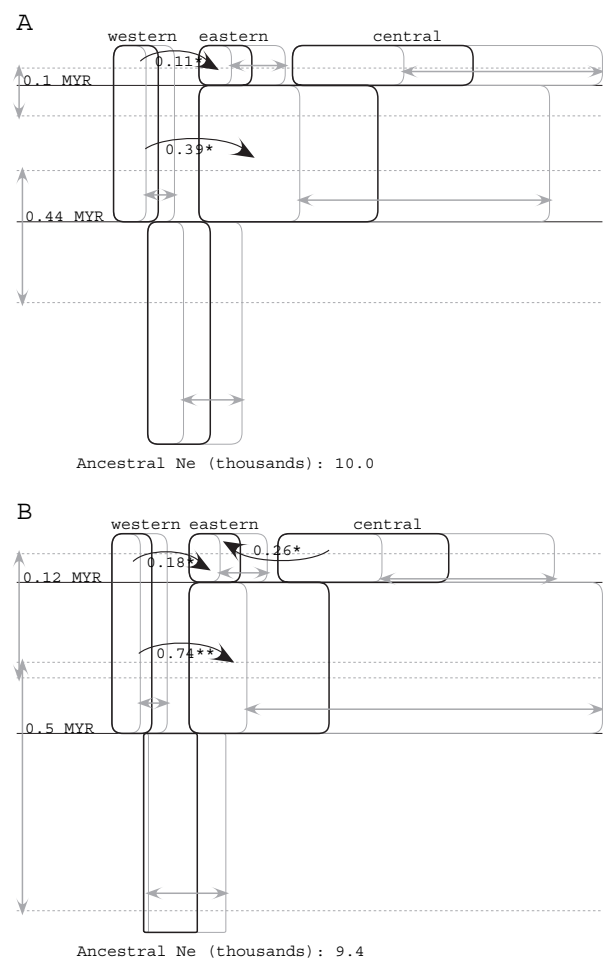 A
western eastern central
0.11*
0.1 MYR
0.39*
0.44 MYR
Ancestral Ne (thousands): 10.0
B
western eastern central
0.26*
0.18*
0.12 MYR
0.74**
0.5 MYR
Ancestral Ne (thousands): 9.4